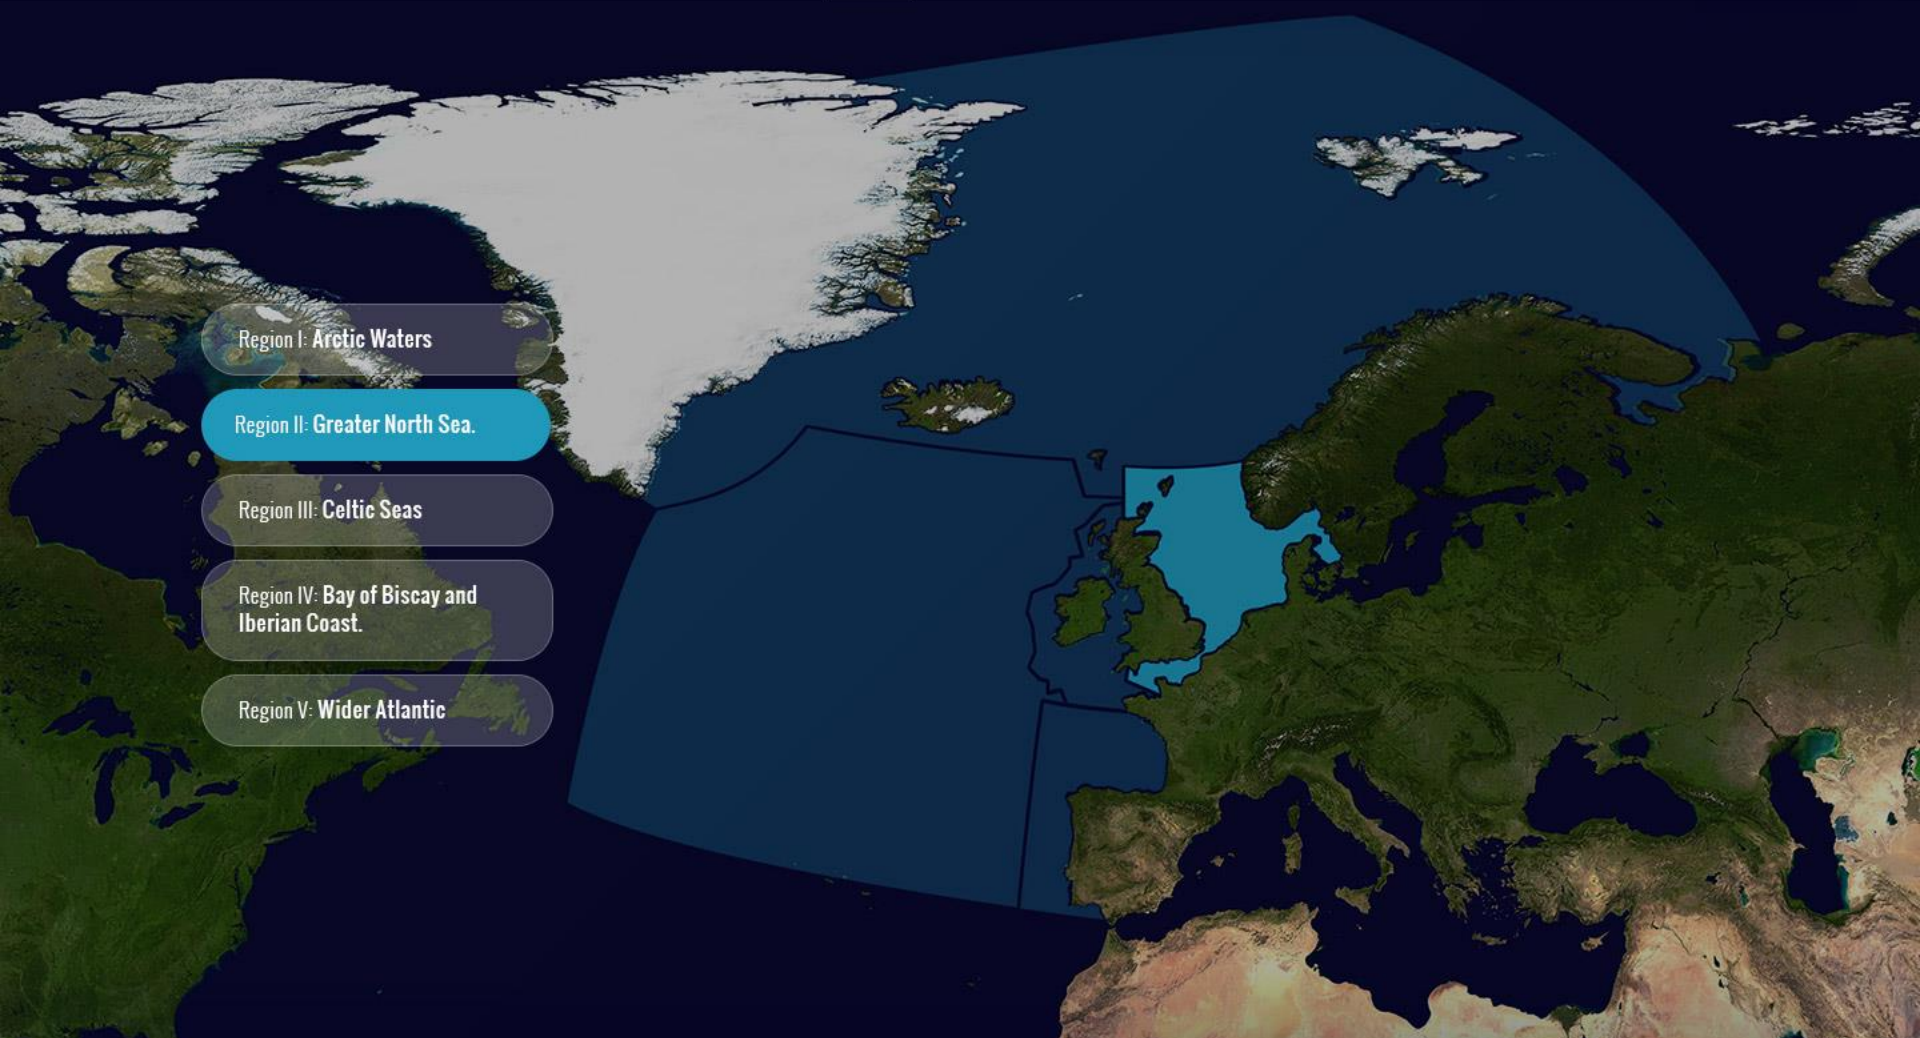 Region I: Arctic Waters
Region II: Greater North Sea.
Region III: Celtic Seas
Region IV: Bay of Biscay and
Iberian Coast.
Region V: Wider Atlantic